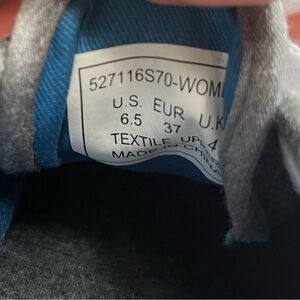 527116S70-WOM
U.S. EUR U.K
6.5 37 4
TEXTILE UP
MADE IN CHINA